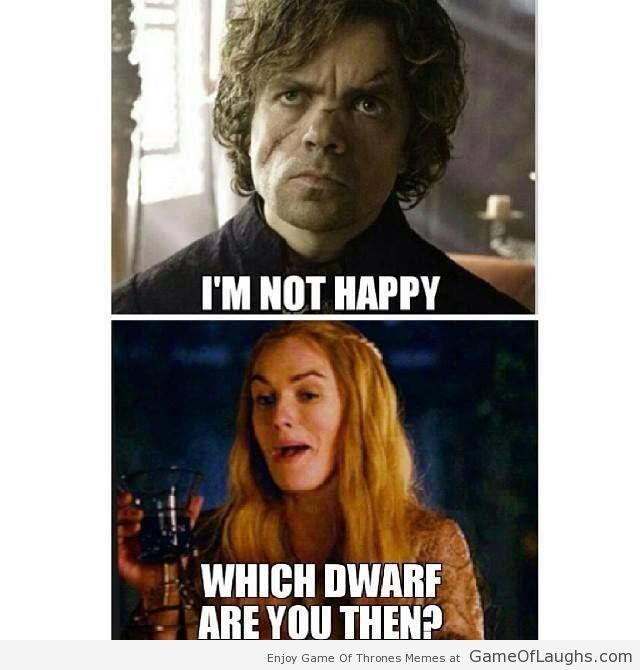 I'M NOT HAPPY
WHICH DWARF
ARE YOU THEN?
Enjoy Game Of Thrones Memes at GameOfLaughs.com